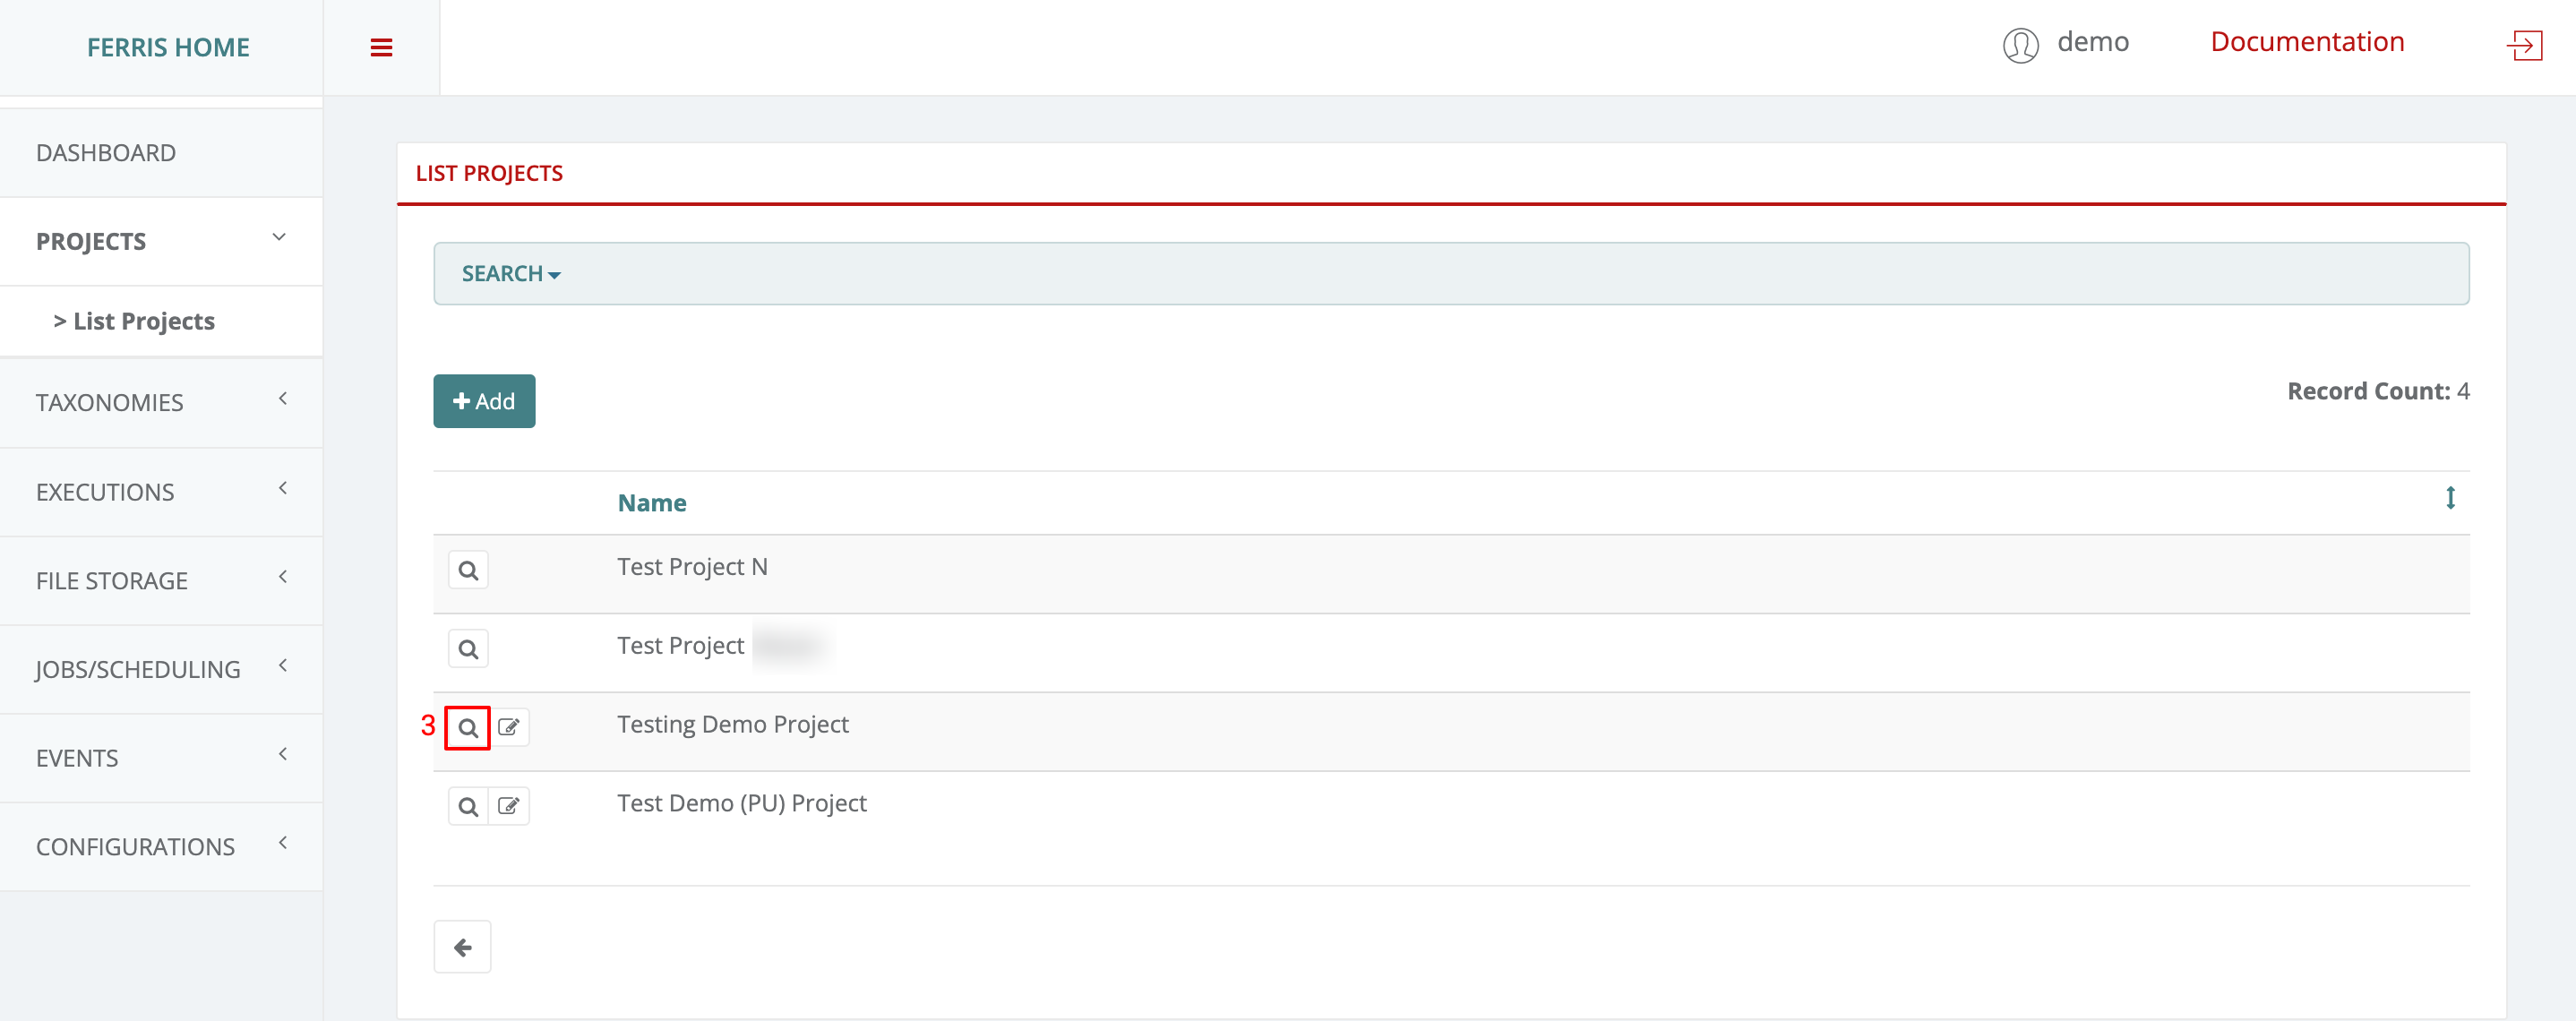 FERRIS HOME
demo
Documentation
DASHBOARD
PROJECTS
> List Projects
TAXONOMIES
EXECUTIONS
FILE STORAGE
JOBS/SCHEDULING
EVENTS
CONFIGURATIONS
LIST PROJECTS
SEARCH
+ Add
Record Count: 4
Name
Test Project N
Test Project
3
Testing Demo Project
Test Demo (PU) Project